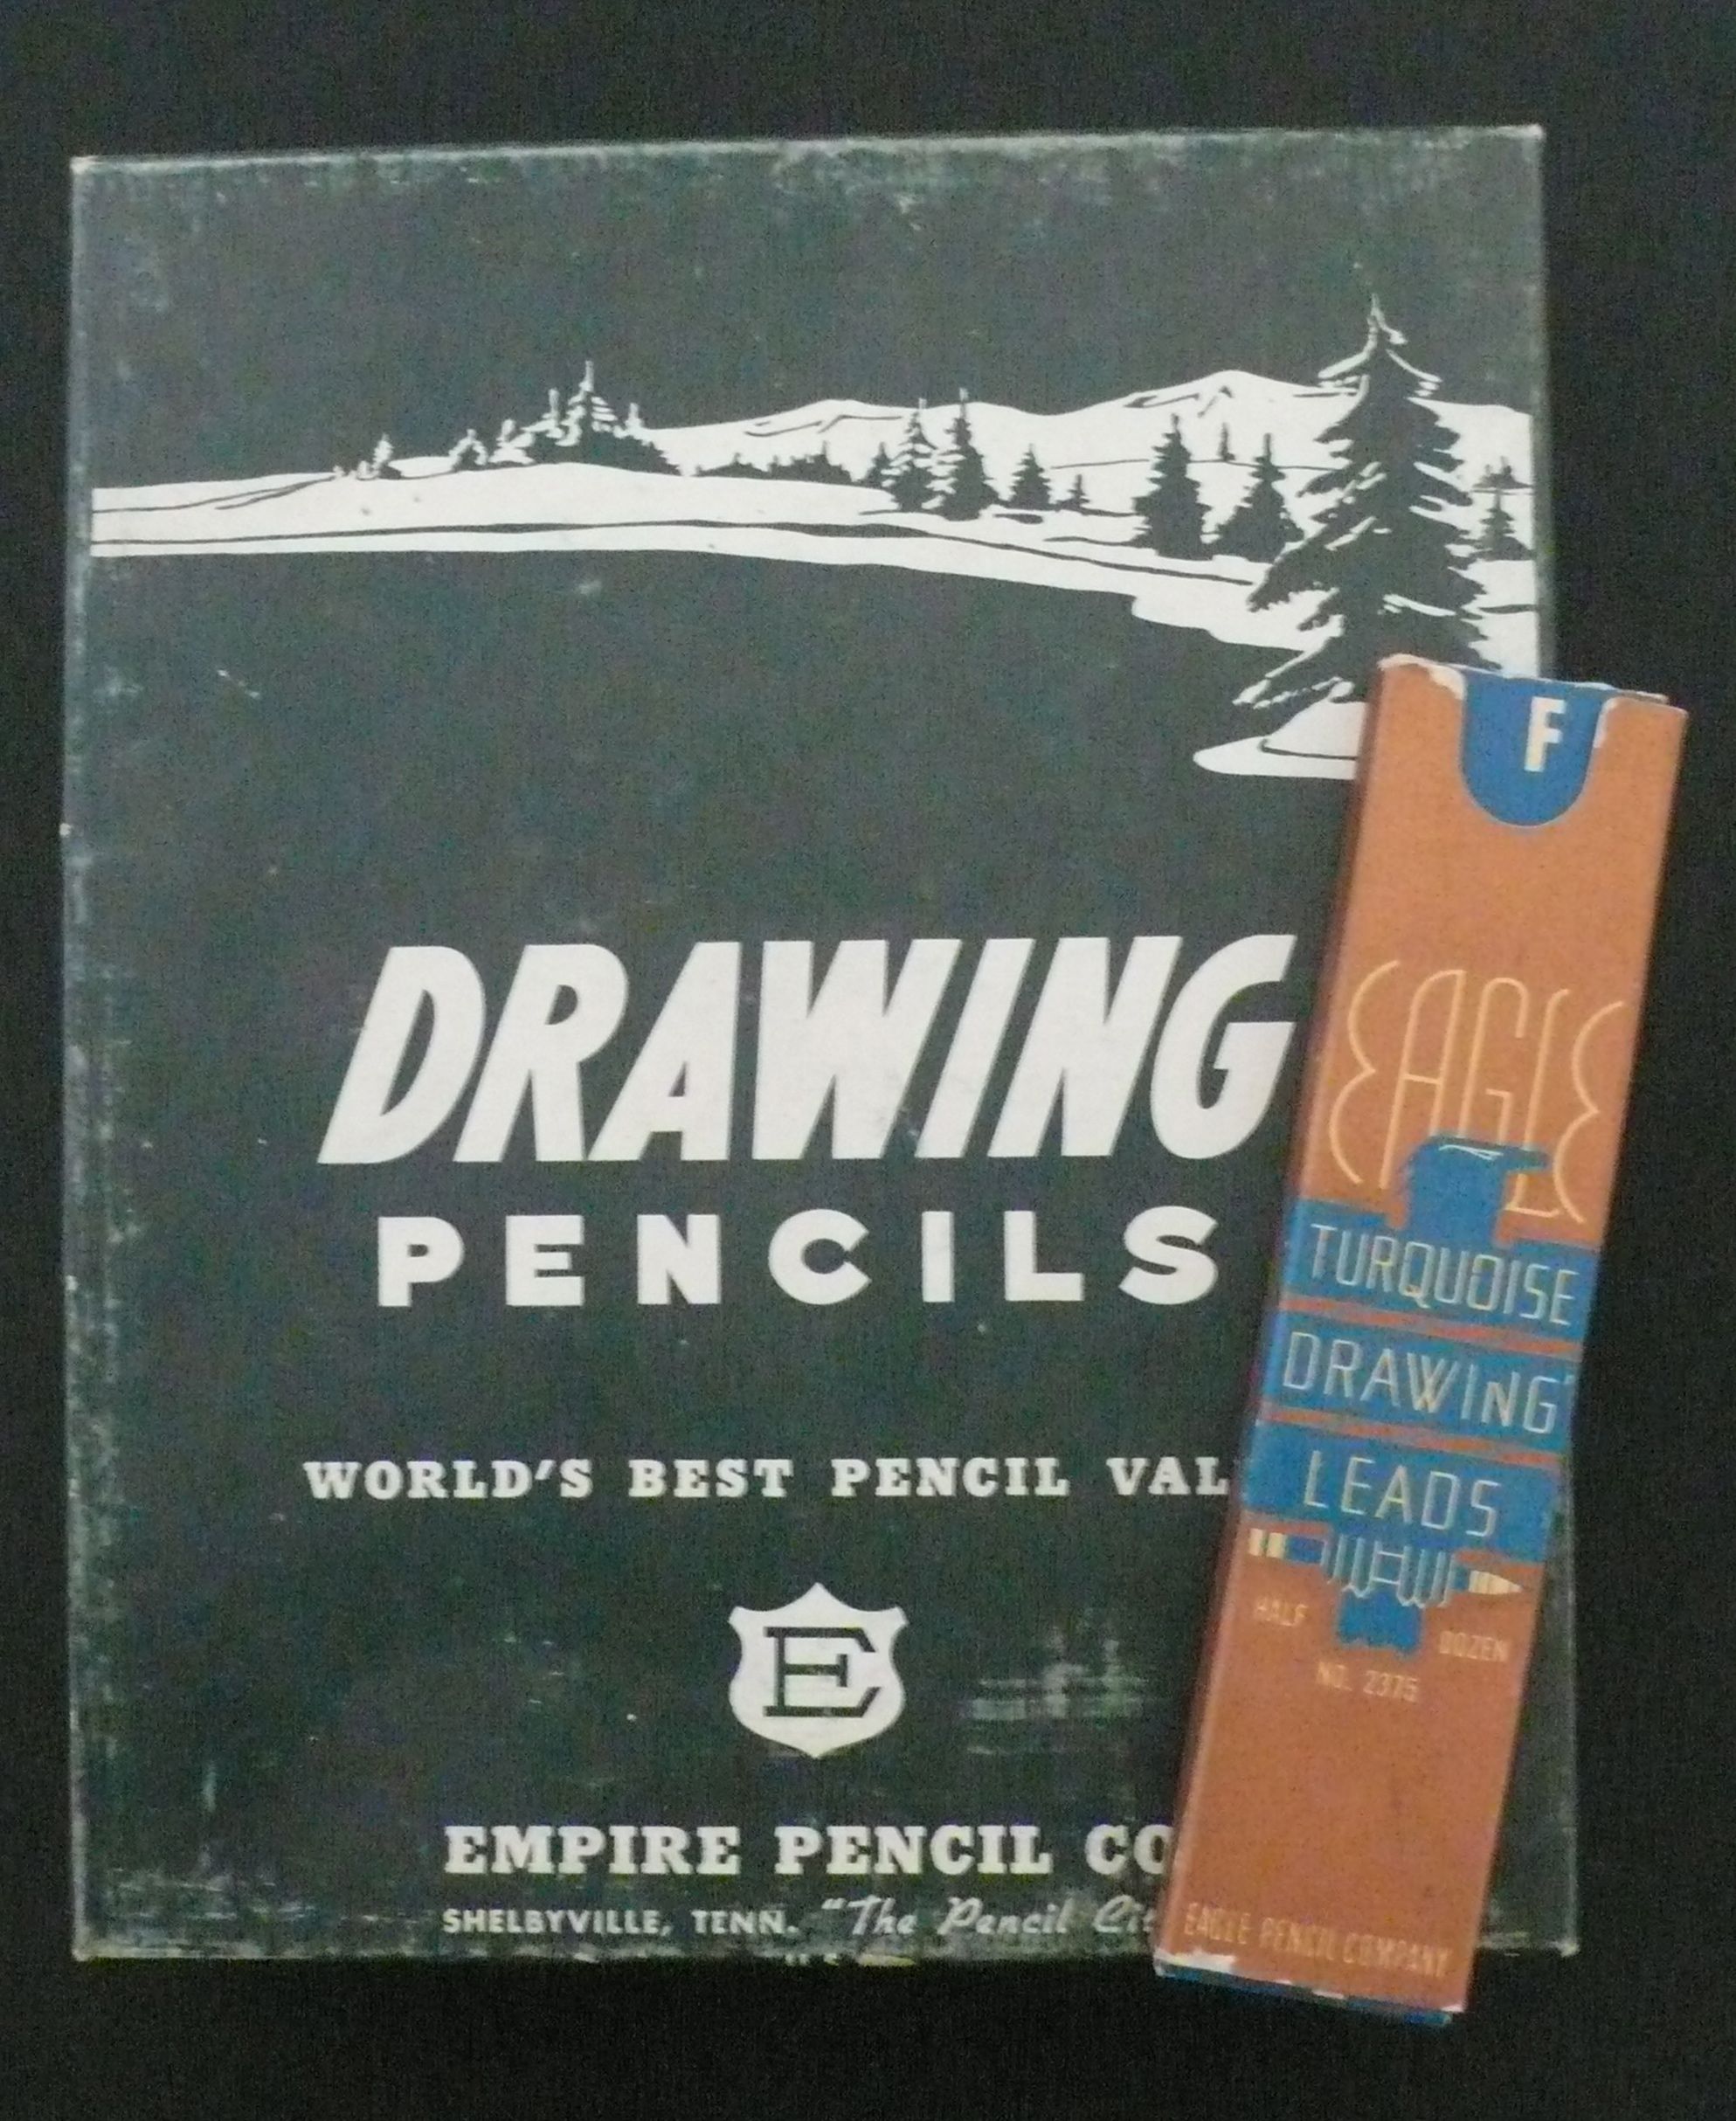 DRAWING
PENCILS
WORLD'S BEST PENCIL VAL
E
EMPIRE PENCIL CO
SHELBYVILLE, TENN. "The Pencil Cit
F
EAGLE
TURQUOISE
DRAWING
LEADS
HALF DOZEN
NO. 2375
EAGLE PENCIL COMPANY